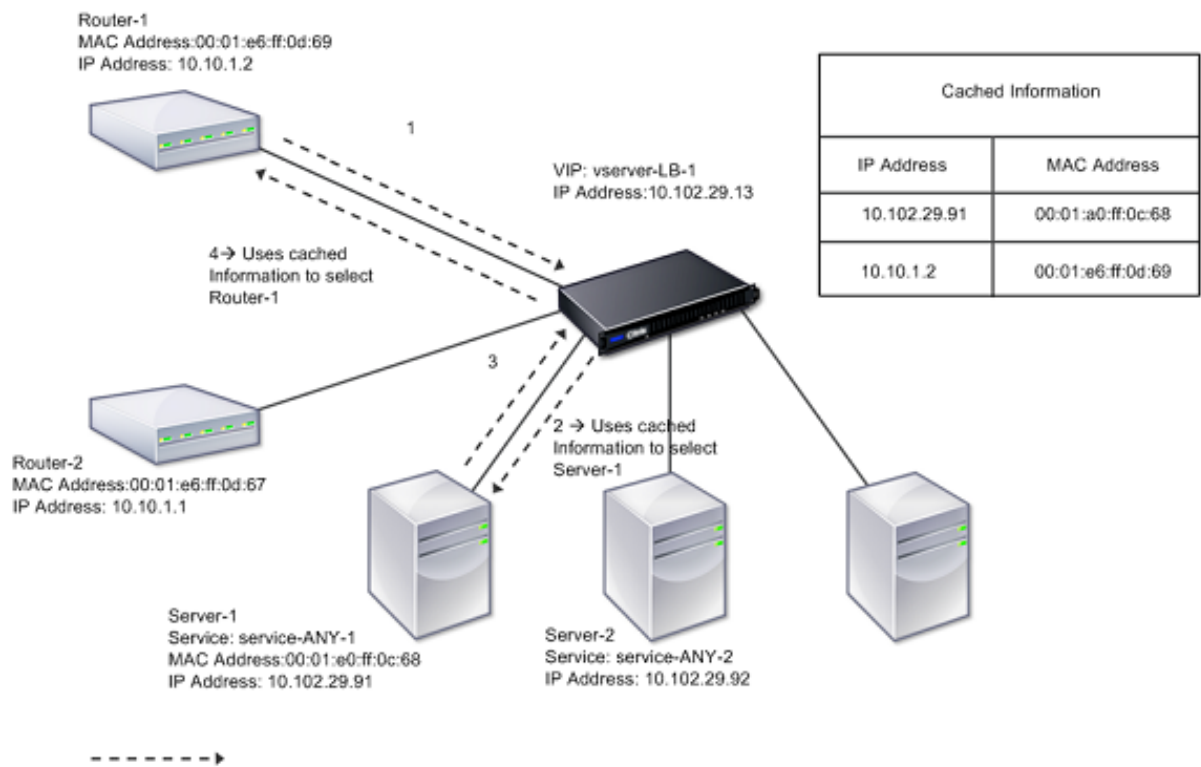 Router-1
MAC Address:00:01:e6:ff:0d:69
IP Address: 10.10.1.2
1
VIP: vserver-LB-1
IP Address:10.102.29.13
Cached Information
IP Address MAC Address
10.102.29.91 00:01:a0:ff:0c:68
10.10.1.2 00:01:e6:ff:0d:69
4→ Uses cached
Information to select
Router-1
3
2 → Uses cached
Information to select
Server-1
Router-2
MAC Address:00:01:e6:ff:0d:67
IP Address: 10.10.1.1
Server-1
Service: service-ANY-1
MAC Address:00:01:e0:ff:0c:68
IP Address: 10.102.29.91
Server-2
Service: service-ANY-2
IP Address: 10.102.29.92